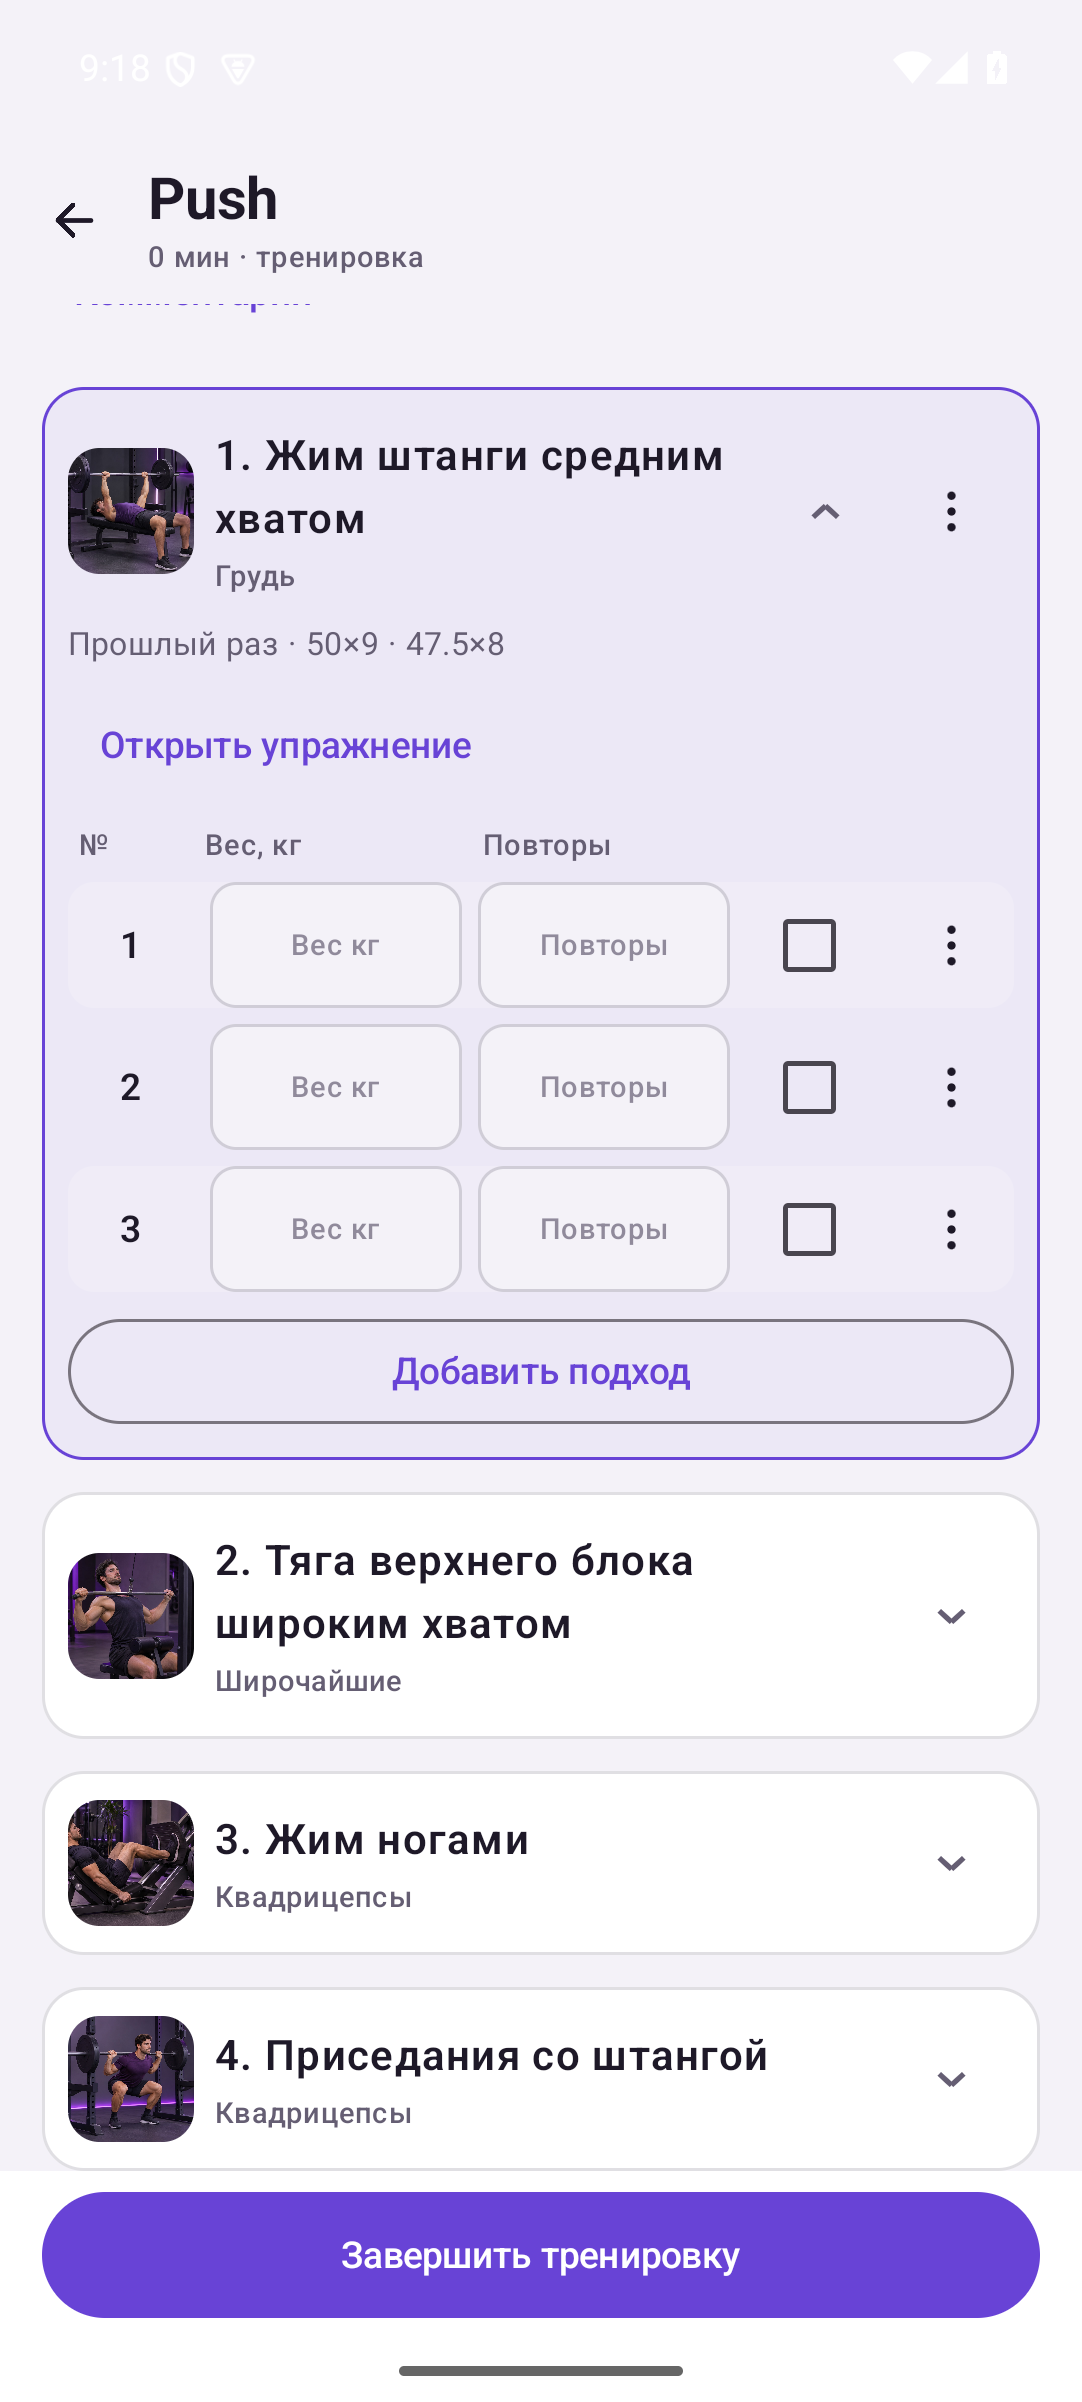 9:18
Push
0 мин · тренировка
1. Жим штанги средним
хватом
Грудь
Прошлый раз · 50×9 · 47.5×8
Открыть упражнение
№ Вес, кг Повторы
1 Вес кг Повторы
2 Вес кг Повторы
3 Вес кг Повторы
Добавить подход
2. Тяга верхнего блока
широким хватом
Широчайшие
3. Жим ногами
Квадрицепсы
4. Приседания со штангой
Квадрицепсы
Завершить тренировку